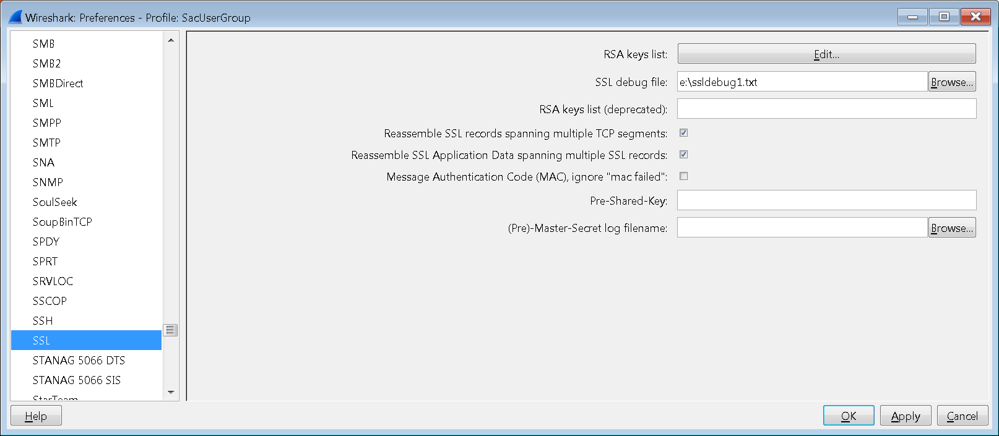 Wireshark: Preferences - Profile: SacUserGroup
SMB
SMB2
SMBDirect
SML
SMPP
SMTP
SNA
SNMP
SoulSeek
SoupBinTCP
SPDY
SPRT
SRVLOC
SSCOP
SSH
SSL
STANAG 5066 DTS
STANAG 5066 SIS
StarTeam
RSA keys list: Edit...
SSL debug file: e:\ssldebug1.txt Browse...
RSA keys list (deprecated):
Reassemble SSL records spanning multiple TCP segments:
Reassemble SSL Application Data spanning multiple SSL records:
Message Authentication Code (MAC), ignore "mac failed":
Pre-Shared-Key:
(Pre)-Master-Secret log filename: Browse...
Help OK Apply Cancel